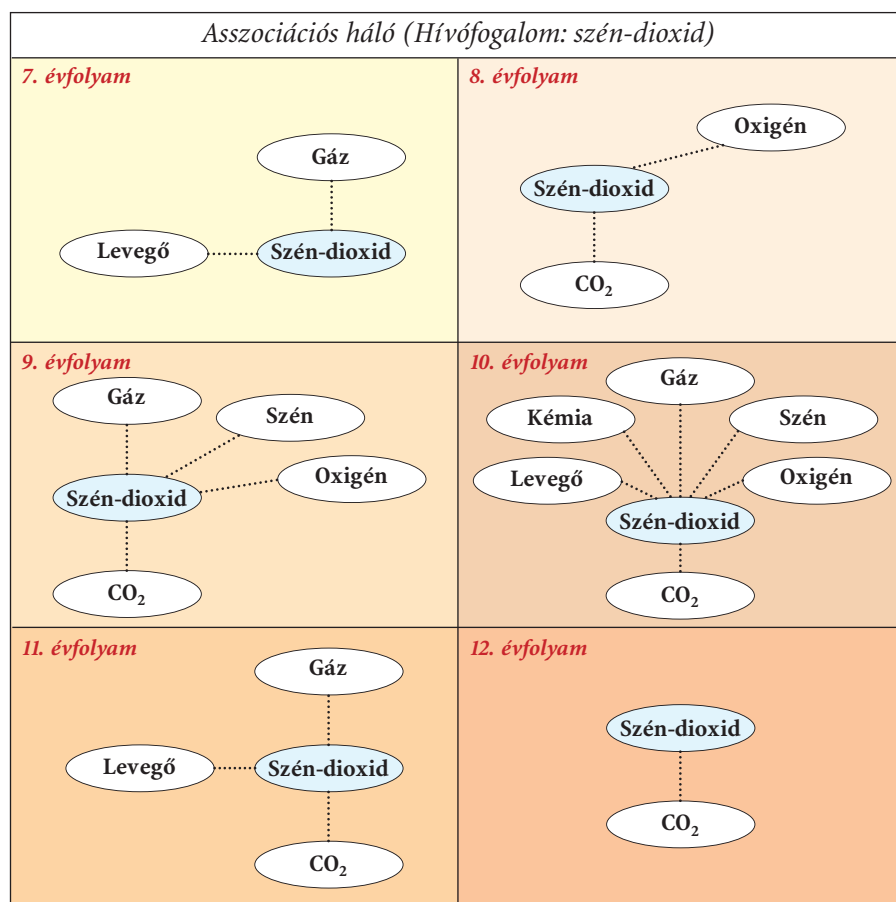 Asszociációs háló (Hívófogalom: szén-dioxid)
7. évfolyam
Gáz
Levegő
Szén-dioxid
8. évfolyam
Oxigén
Szén-dioxid
CO₂
9. évfolyam
Gáz
Szén
Oxigén
Szén-dioxid
CO₂
10. évfolyam
Gáz
Kémia
Szén
Levegő
Oxigén
Szén-dioxid
CO₂
11. évfolyam
Gáz
Levegő
Szén-dioxid
CO₂
12. évfolyam
Szén-dioxid
CO₂